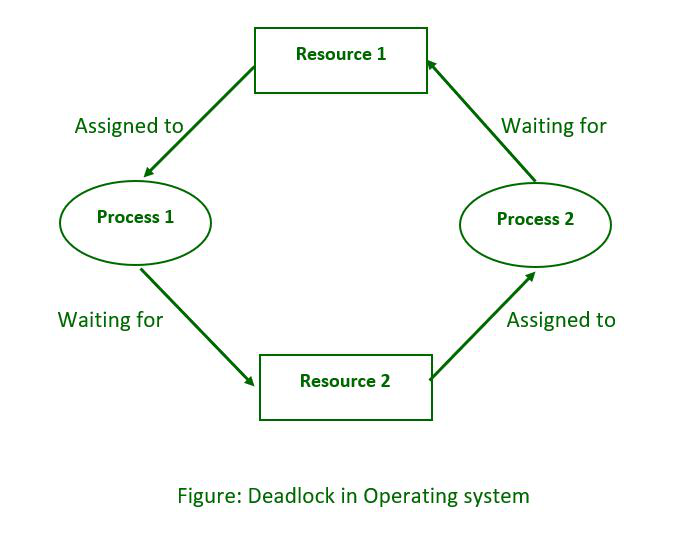 Resource 1
Assigned to
Waiting for
Process 1
Process 2
Waiting for
Assigned to
Resource 2
Figure: Deadlock in Operating system